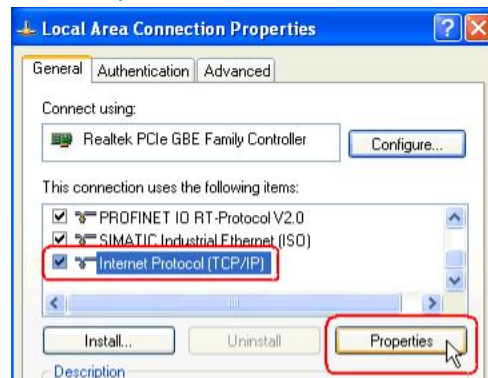 Local Area Connection Properties
General Authentication Advanced
Connect using:
Realtek PCIe GBE Family Controller Configure...
This connection uses the following items:
PROFINET IO RT-Protocol V2.0
SIMATIC Industrial Ethernet (ISO)
Internet Protocol (TCP/IP)
Install... Uninstall Properties
Description